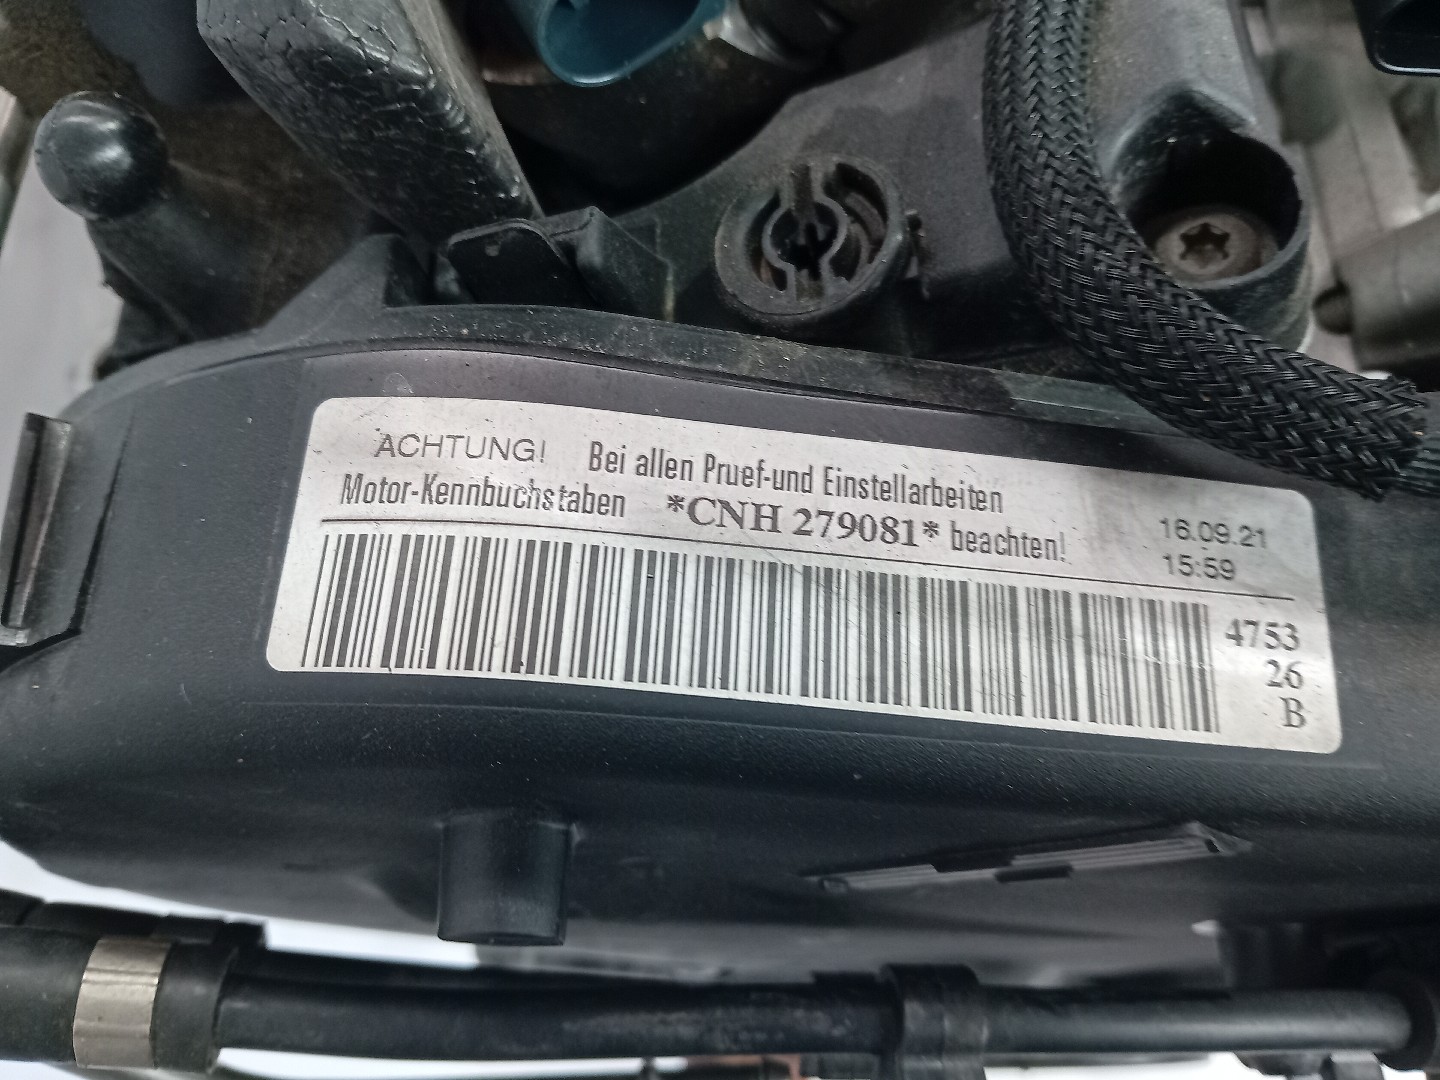 ACHTUNG! Bei allen Pruef-und Einstellarbeiten
Motor-Kennbuchstaben *CNH 279081* beachten!
16.09.21
15:59
4753
26
B